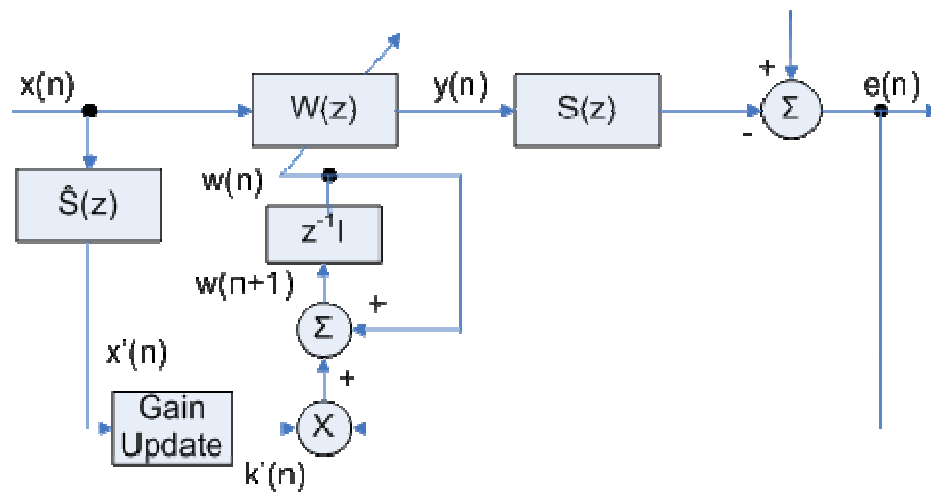 x(n)
W(z)
y(n)
S(z)
+
Σ
-
e(n)
Ŝ(z)
w(n)
z⁻¹I
w(n+1)
+
Σ
x'(n)
+
Gain
Update
X
k'(n)